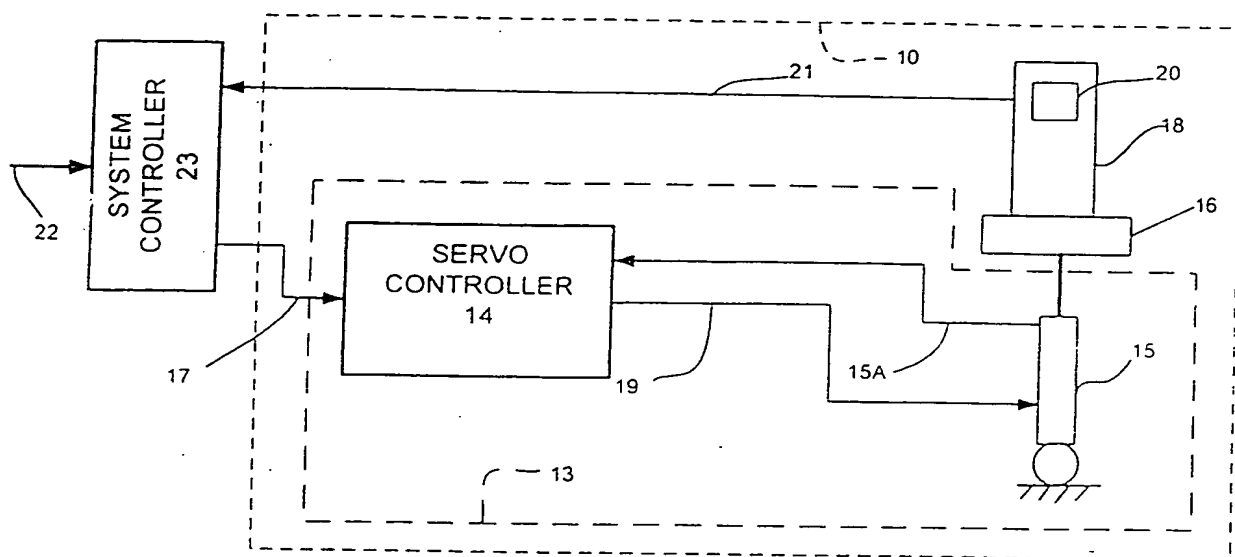 10
21
20
18
SYSTEM
CONTROLLER
23
22
16
SERVO
CONTROLLER
14
17
19
15A
15
13